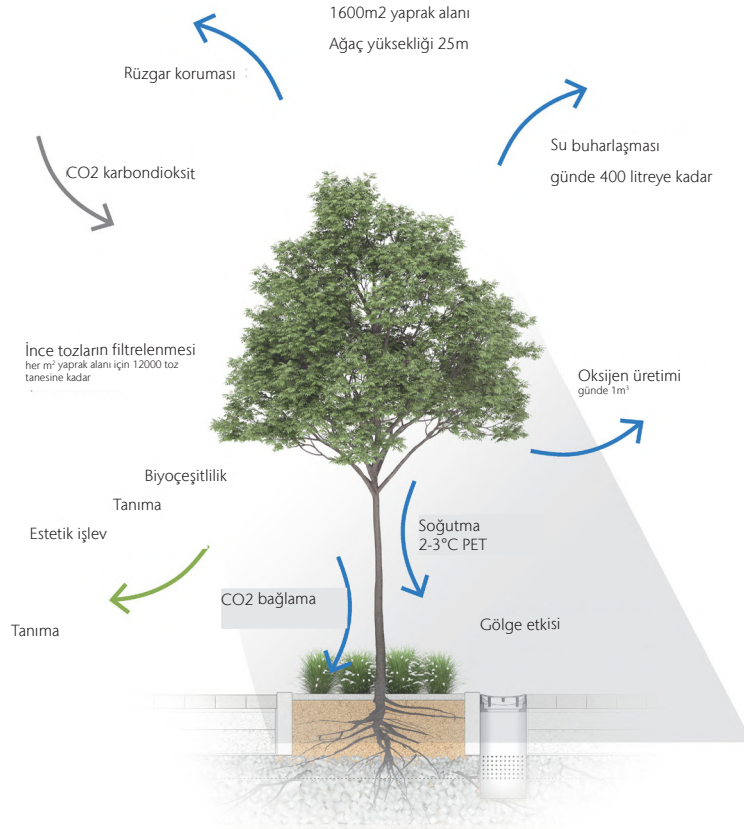 1600m2 yaprak alanı
Ağaç yüksekliği 25m
Rüzgar koruması
CO2 karbondioksit
Su buharlaşması
günde 400 litreye kadar
İnce tozların filtrelenmesi
her m² yaprak alanı için 12000 toz
tanesine kadar
Oksijen üretimi
günde 1m³
Biyoçeşitlilik
Tanıma
Estetik işlev
Soğutma
2-3°C PET
CO2 bağlama
Gölge etkisi
Tanıma